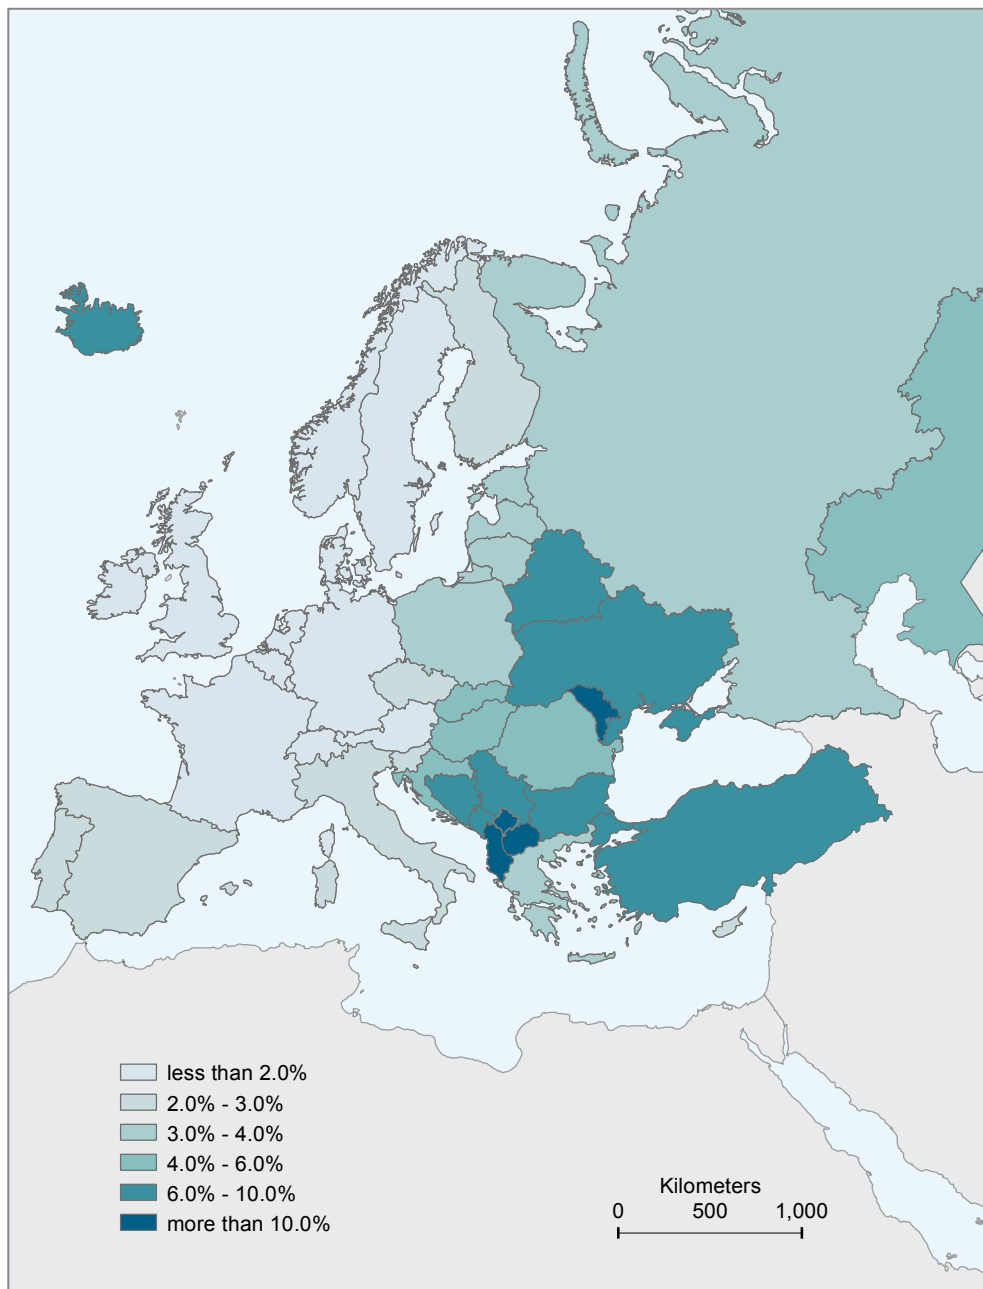 less than 2.0%
2.0% - 3.0%
3.0% - 4.0%
4.0% - 6.0%
6.0% - 10.0%
more than 10.0%
Kilometers
0 500 1,000